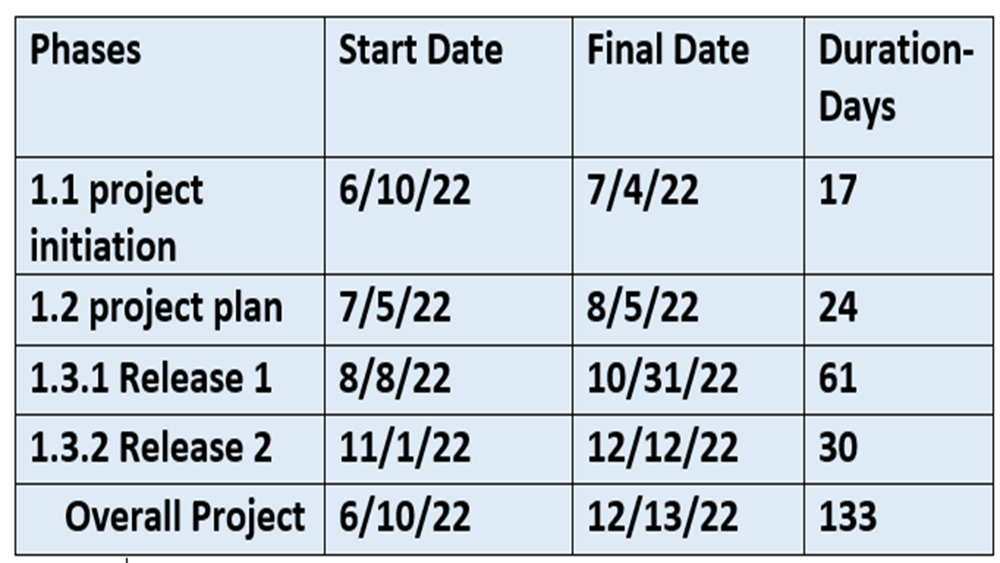 Phases Start Date Final Date Duration-
Days
1.1 project 6/10/22 7/4/22 17
initiation
1.2 project plan 7/5/22 8/5/22 24
1.3.1 Release 1 8/8/22 10/31/22 61
1.3.2 Release 2 11/1/22 12/12/22 30
Overall Project 6/10/22 12/13/22 133